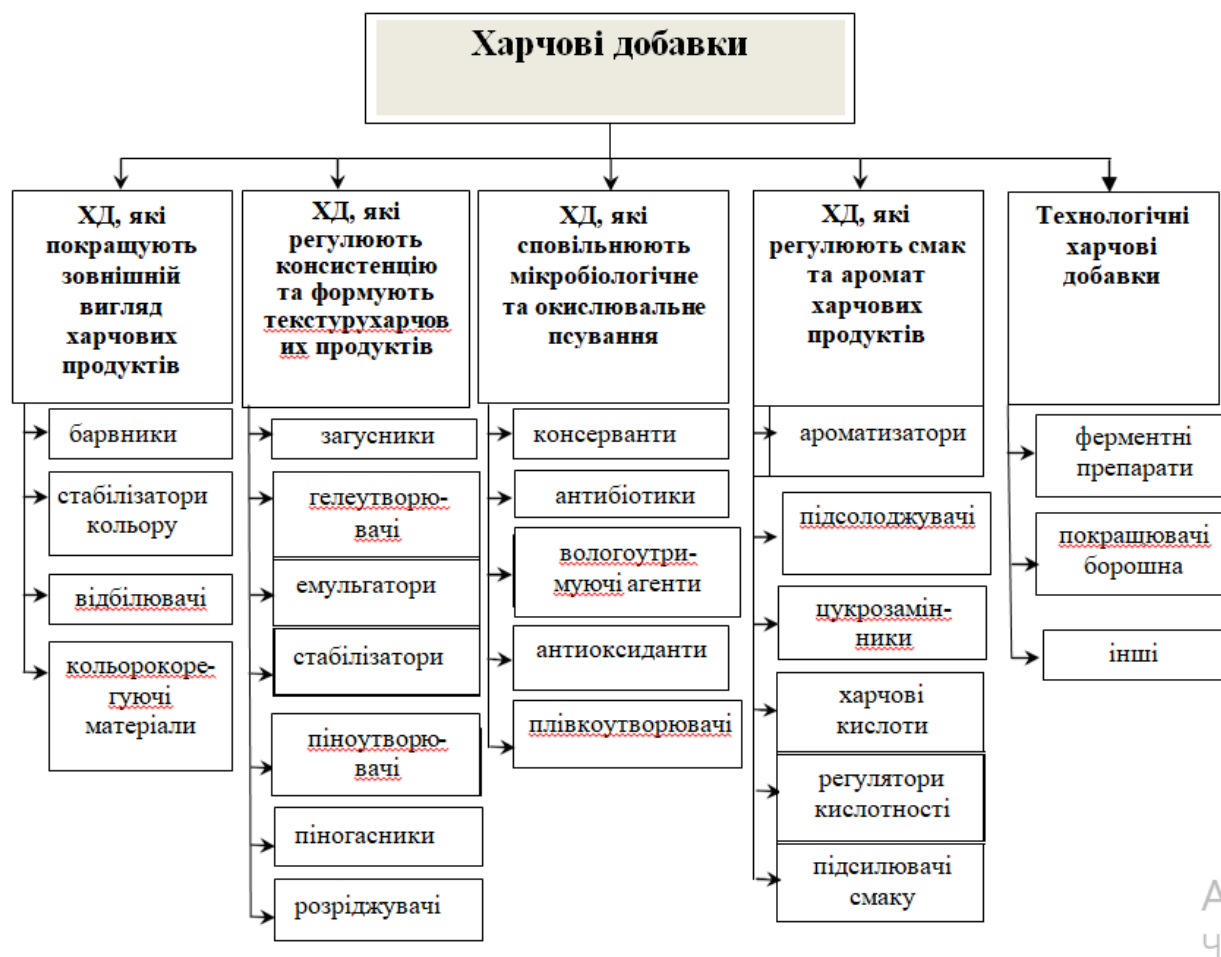 Харчові добавки
ХД, які
покращують
зовнішній
вигляд
харчових
продуктів
барвники
стабілізатори
кольору
відбілювачі
кольорокоре-
гуючі
матеріали
ХД, які
регулюють
консистенцію
та формують
текстурухарчов
их продуктів
загусники
гелеутворю-
вачі
емульгатори
стабілізатори
піноутворю-
вачі
піногасники
розріджувачі
ХД, які
сповільнюють
мікробіологічне
та окислювальне
псування
консерванти
антибіотики
вологоутри-
муючі агенти
антиоксиданти
плівкоутворювачі
ХД, які
регулюють смак
та аромат
харчових
продуктів
ароматизатори
підсолоджувачі
цукрозамін-
ники
харчові
кислоти
регулятори
кислотності
підсилювачі
смаку
Технологічні
харчові
добавки
ферментні
препарати
покращювачі
борошна
інші